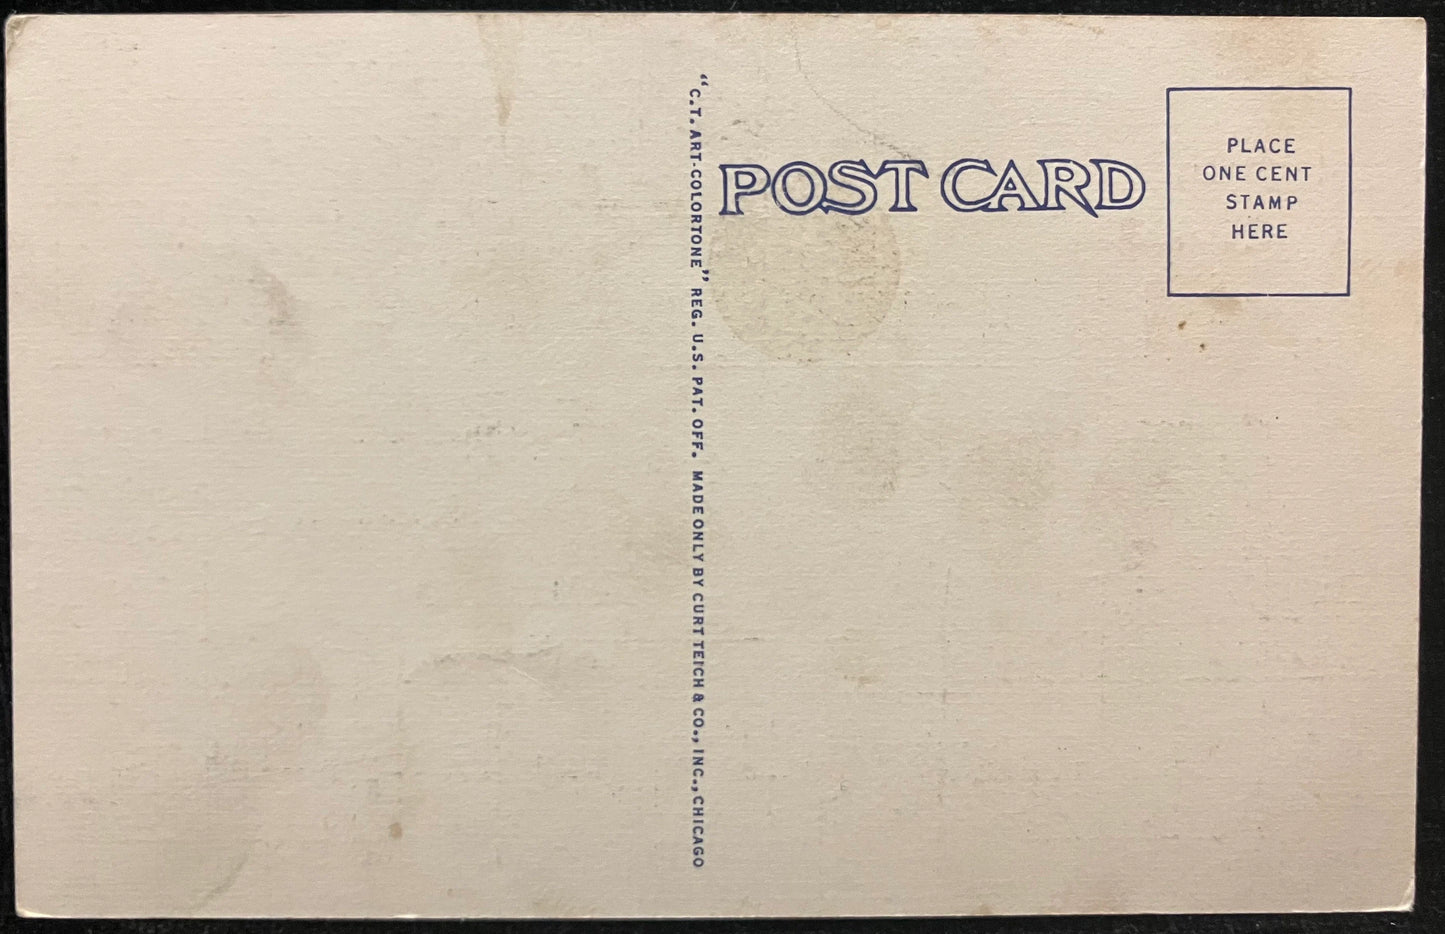 "C.T. ART-COLORTONE" REG. U.S. PAT. OFF. MADE ONLY BY CURT TEICH & CO., INC., CHICAGO
POST CARD
PLACE
ONE CENT
STAMP
HERE